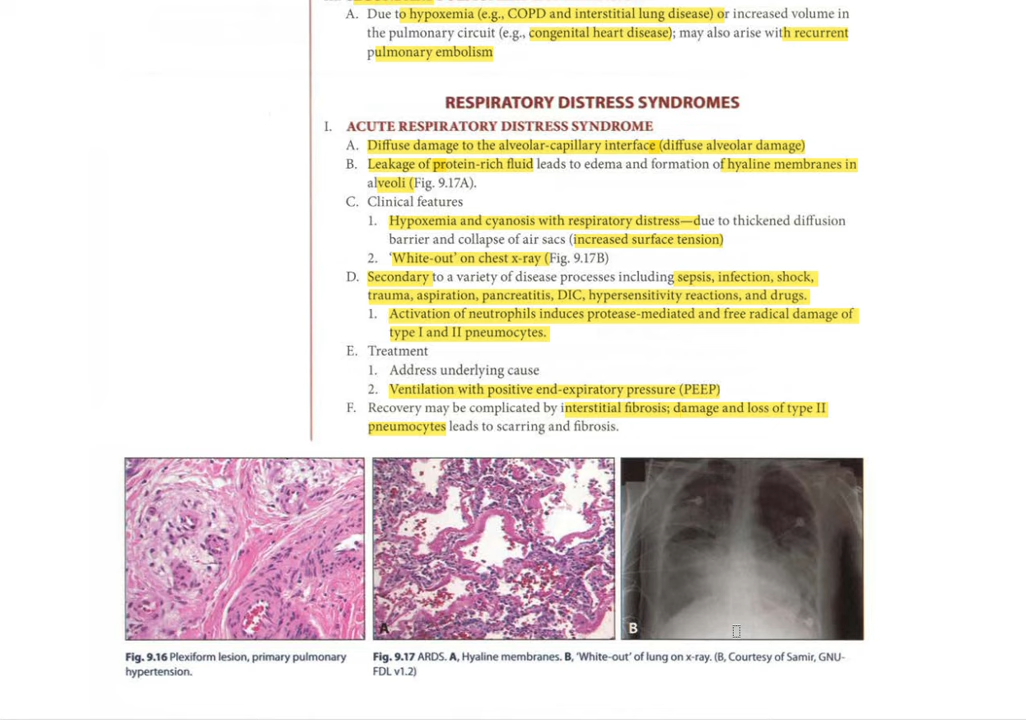 A. Due to hypoxemia (e.g., COPD and interstitial lung disease) or increased volume in
the pulmonary circuit (e.g., congenital heart disease); may also arise with recurrent
pulmonary embolism
RESPIRATORY DISTRESS SYNDROMES
I. ACUTE RESPIRATORY DISTRESS SYNDROME
A. Diffuse damage to the alveolar-capillary interface (diffuse alveolar damage)
B. Leakage of protein-rich fluid leads to edema and formation of hyaline membranes in
alveoli (Fig. 9.17A).
C. Clinical features
1. Hypoxemia and cyanosis with respiratory distress—due to thickened diffusion
barrier and collapse of air sacs (increased surface tension)
2. 'White-out' on chest x-ray (Fig. 9.17B)
D. Secondary to a variety of disease processes including sepsis, infection, shock,
trauma, aspiration, pancreatitis, DIC, hypersensitivity reactions, and drugs.
1. Activation of neutrophils induces protease-mediated and free radical damage of
type I and II pneumocytes.
E. Treatment
1. Address underlying cause
2. Ventilation with positive end-expiratory pressure (PEEP)
F. Recovery may be complicated by interstitial fibrosis; damage and loss of type II
pneumocytes leads to scarring and fibrosis.
A
B
Fig. 9.16 Plexiform lesion, primary pulmonary
hypertension.
Fig. 9.17 ARDS. A, Hyaline membranes. B, 'White-out' of lung on x-ray. (B, Courtesy of Samir, GNU-
FDL v1.2)